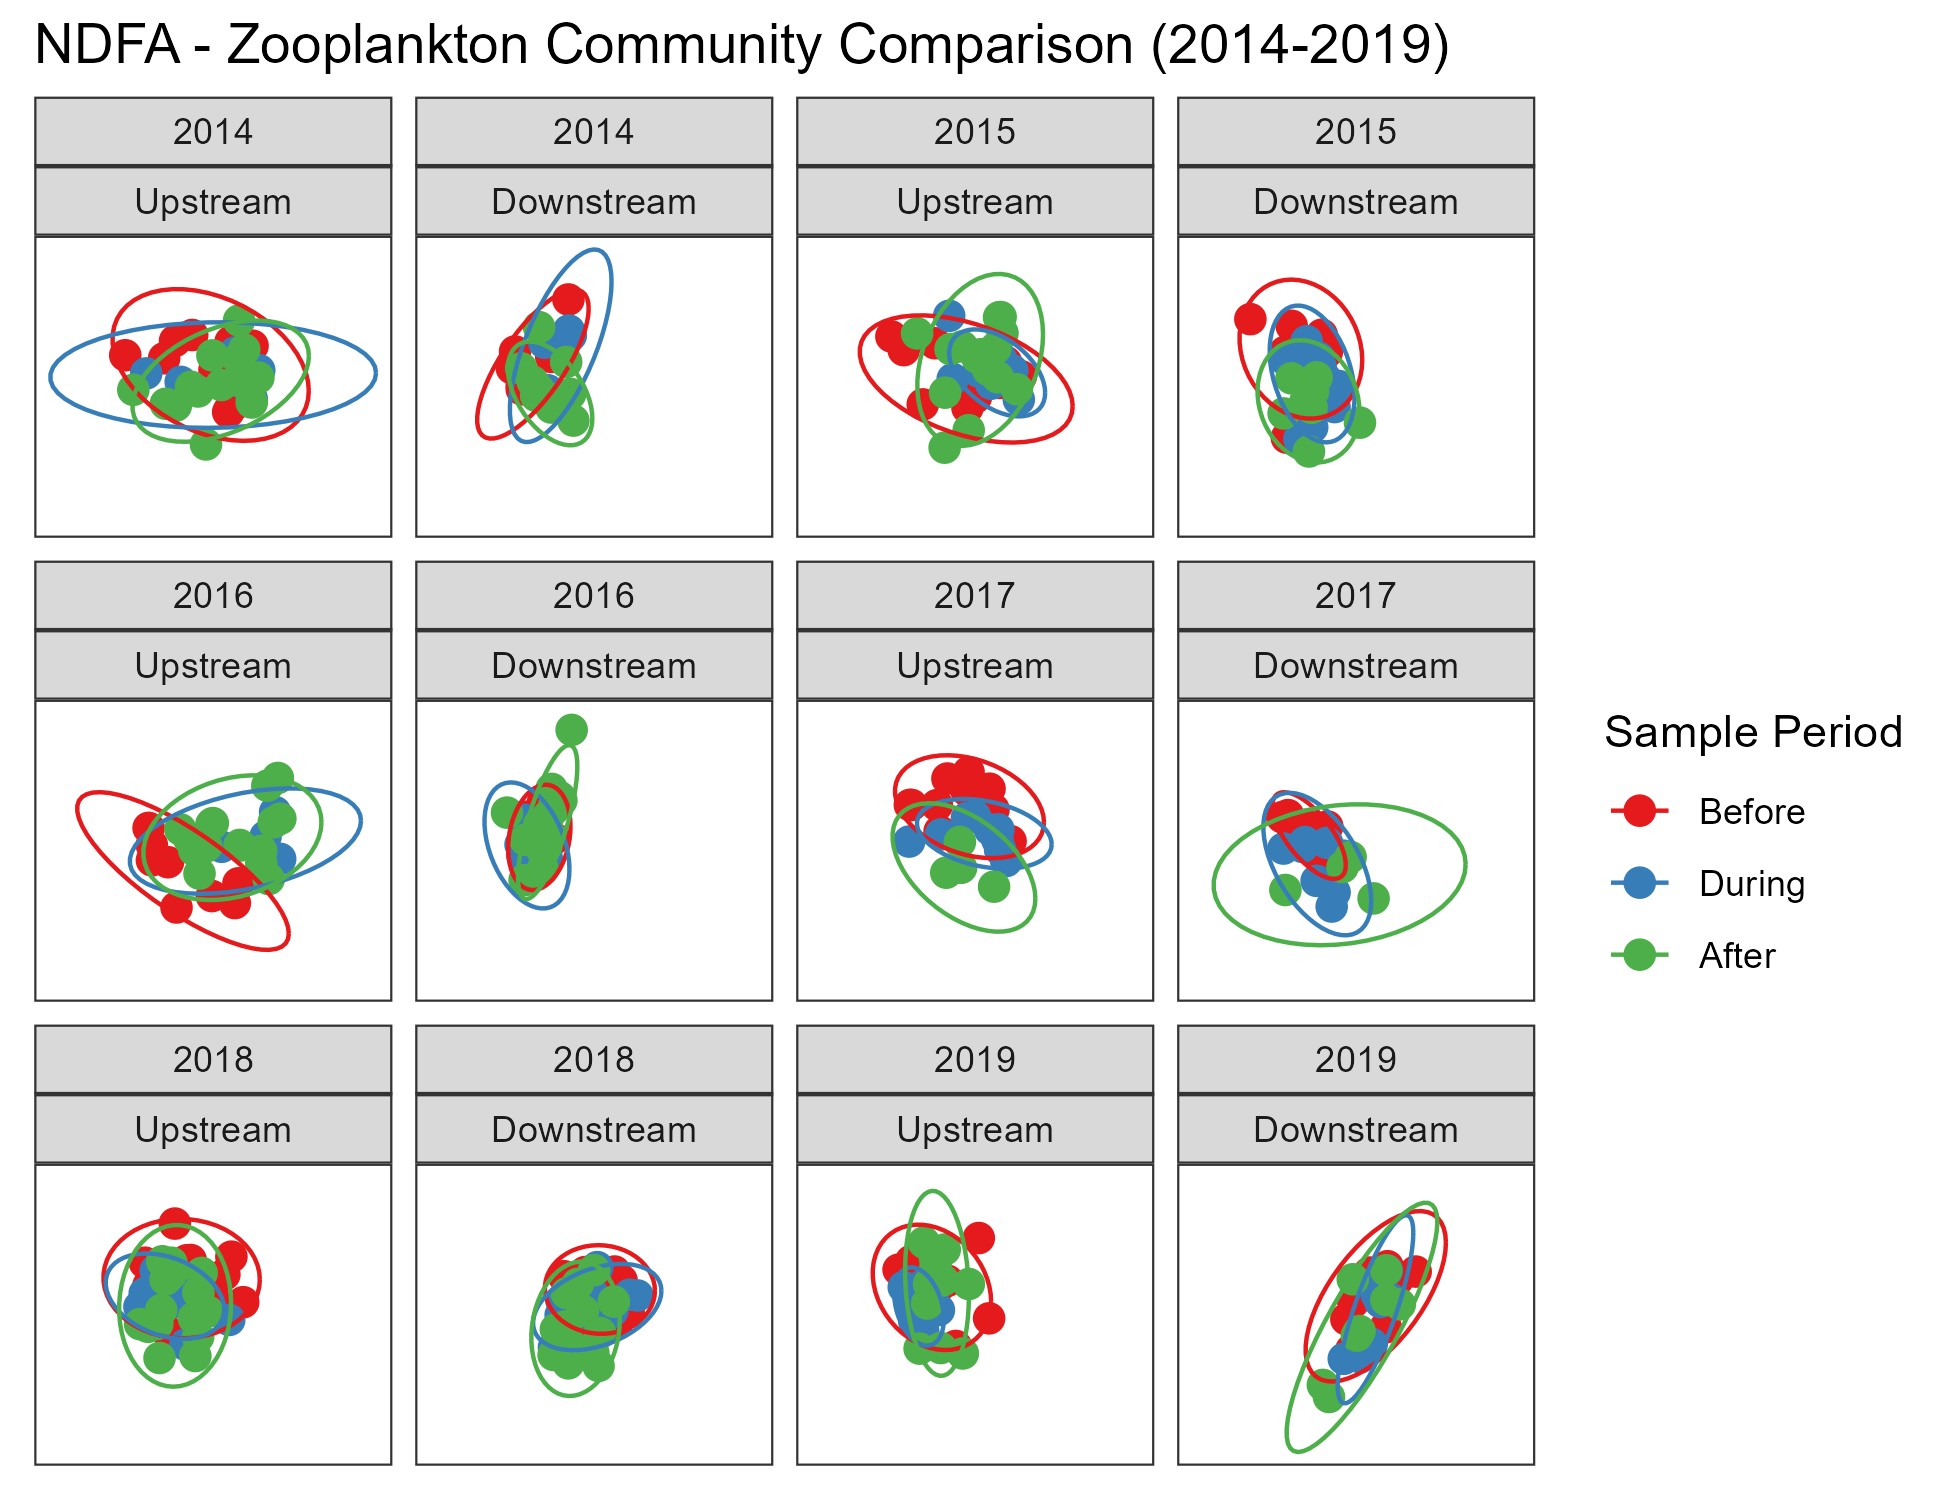 NDFA - Zooplankton Community Comparison (2014-2019)
2014
2014
2015
2015
Upstream
Downstream
Upstream
Downstream
2016
2016
2017
2017
Upstream
Downstream
Upstream
Downstream
Sample Period
Before
During
After
2018
2018
2019
2019
Upstream
Downstream
Upstream
Downstream